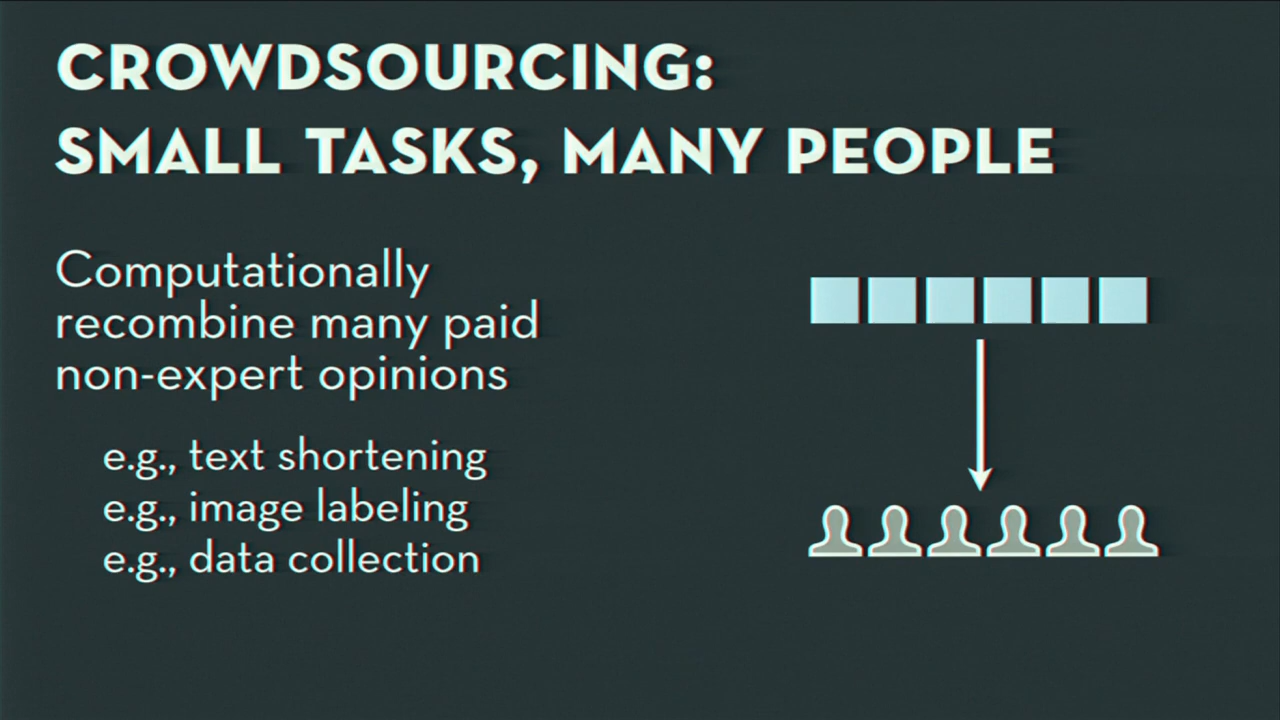 CROWDSOURCING:
SMALL TASKS, MANY PEOPLE
Computationally
recombine many paid
non-expert opinions
e.g., text shortening
e.g., image labeling
e.g., data collection